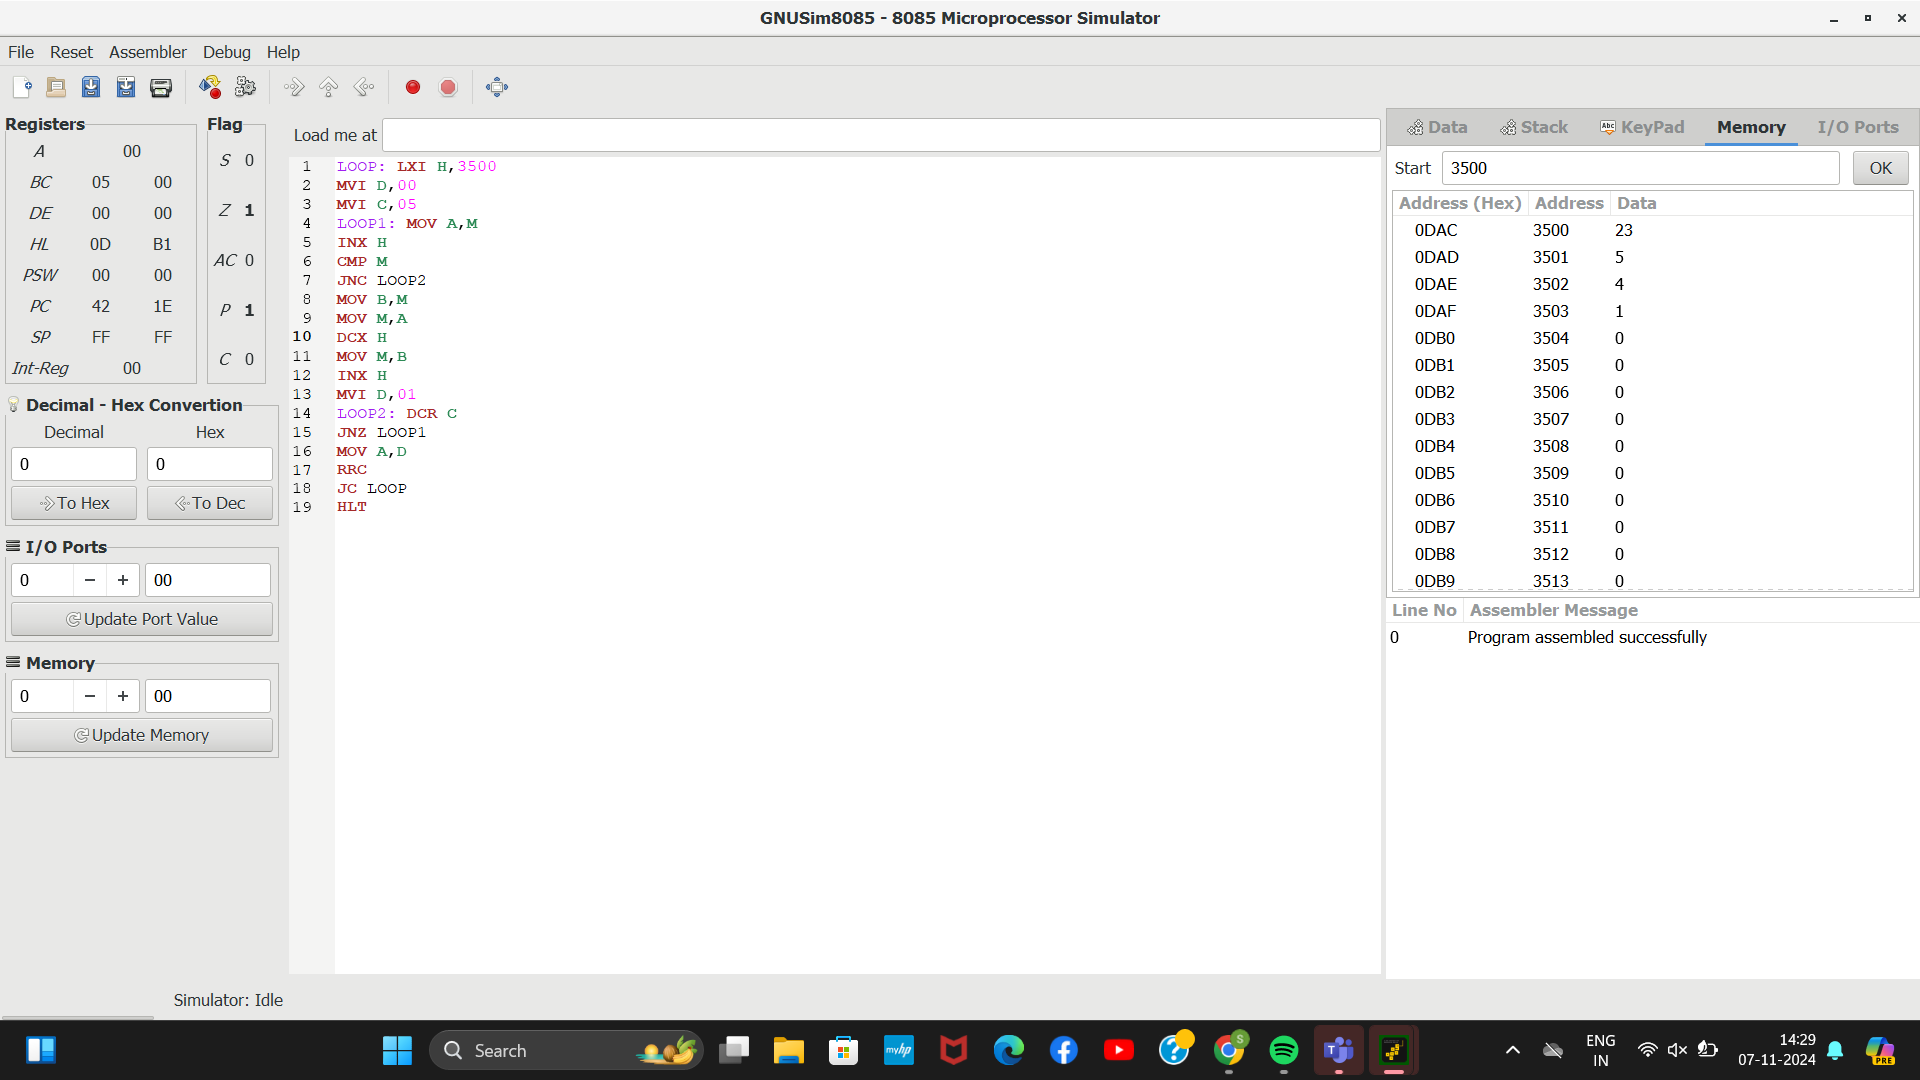 GNUSim8085 - 8085 Microprocessor Simulator
File Reset Assembler Debug Help
Registers
A 00
BC 05 00
DE 00 00
HL 0D B1
PSW 00 00
PC 42 1E
SP FF FF
Int-Reg 00
Flag
S 0
Z 1
AC 0
P 1
C 0
Decimal - Hex Convertion
Decimal Hex
0 0
To Hex To Dec
I/O Ports
0 − + 00
Update Port Value
Memory
0 − + 00
Update Memory
Load me at
1 LOOP: LXI H,3500
2 MVI D,00
3 MVI C,05
4 LOOP1: MOV A,M
5 INX H
6 CMP M
7 JNC LOOP2
8 MOV B,M
9 MOV M,A
10 DCX H
11 MOV M,B
12 INX H
13 MVI D,01
14 LOOP2: DCR C
15 JNZ LOOP1
16 MOV A,D
17 RRC
18 JC LOOP
19 HLT
Data Stack Abc KeyPad Memory I/O Ports
Start 3500 OK
Address (Hex) Address Data
0DAC 3500 23
0DAD 3501 5
0DAE 3502 4
0DAF 3503 1
0DB0 3504 0
0DB1 3505 0
0DB2 3506 0
0DB3 3507 0
0DB4 3508 0
0DB5 3509 0
0DB6 3510 0
0DB7 3511 0
0DB8 3512 0
0DB9 3513 0
Line No Assembler Message
0 Program assembled successfully
Simulator: Idle
Search
myhp
S
ENG
IN
14:29
07-11-2024
PRE